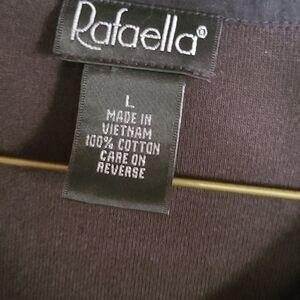 Rafaella®
L
MADE IN
VIETNAM
100% COTTON
CARE ON
REVERSE